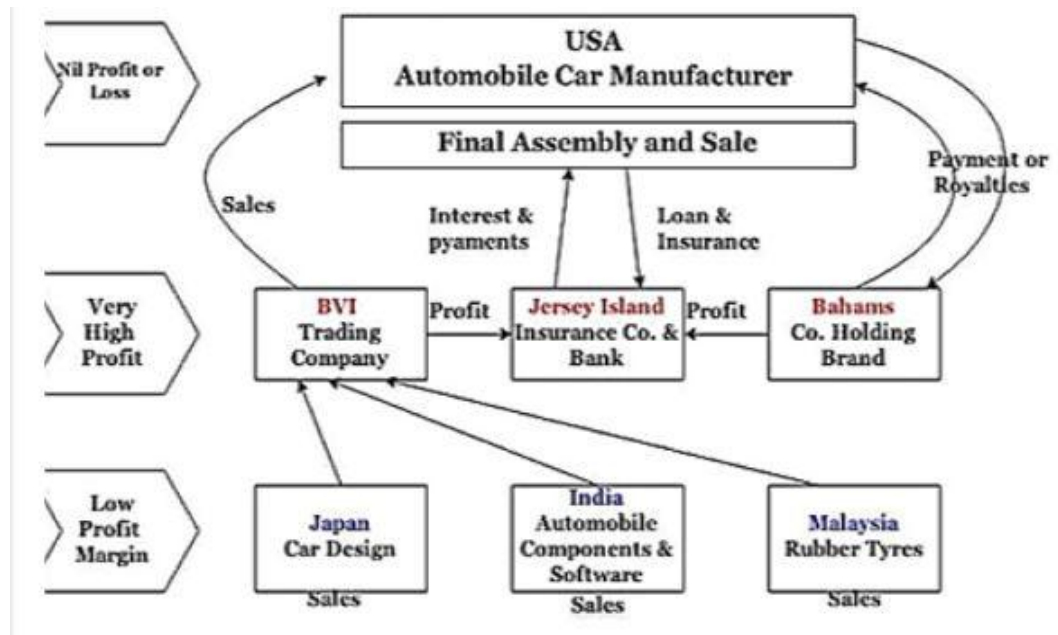 Nil Profit or
Loss
USA
Automobile Car Manufacturer
Final Assembly and Sale
Sales
Interest &
pyaments
Loan &
Insurance
Payment or
Royalties
Very
High
Profit
BVI
Trading
Company
Profit
Jersey Island
Insurance Co. &
Bank
Profit
Bahams
Co. Holding
Brand
Low
Profit
Margin
Japan
Car Design
Sales
India
Automobile
Components &
Software
Sales
Malaysia
Rubber Tyres
Sales